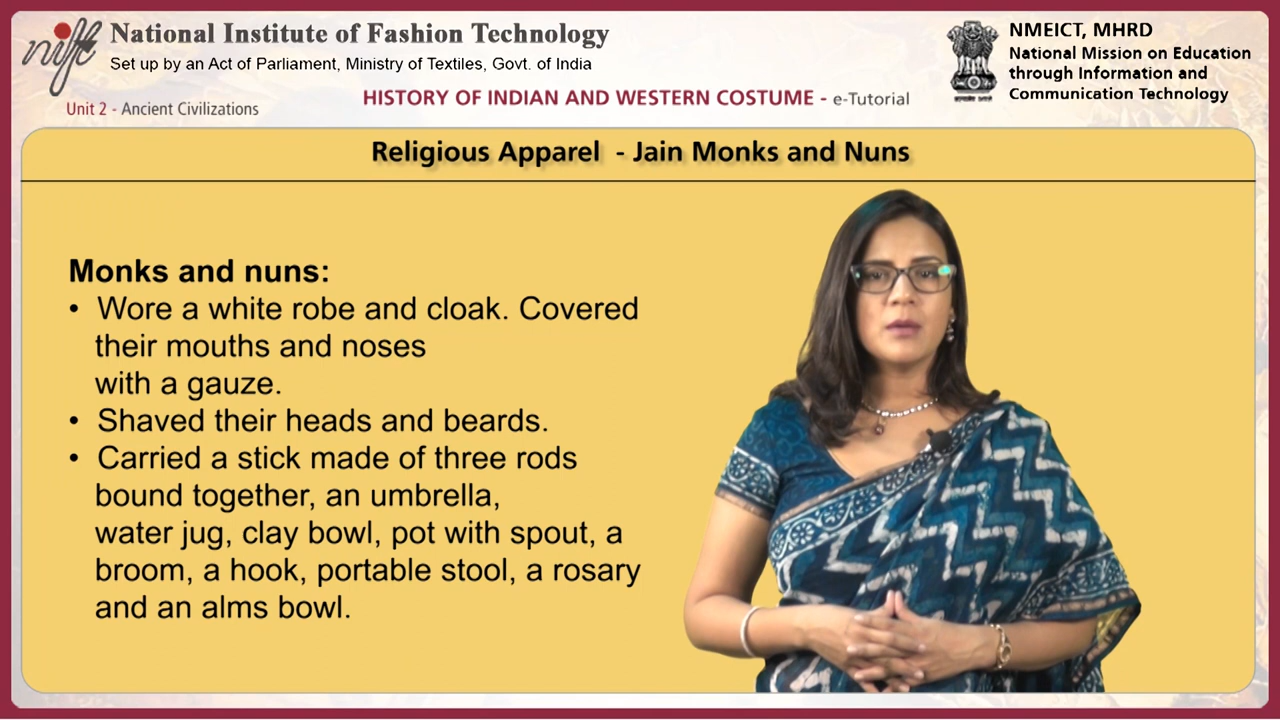 nift
National Institute of Fashion Technology
Set up by an Act of Parliament, Ministry of Textiles, Govt. of India
NMEICT, MHRD
National Mission on Education
through Information and
Communication Technology
Unit 2 - Ancient Civilizations
HISTORY OF INDIAN AND WESTERN COSTUME - e-Tutorial
Religious Apparel - Jain Monks and Nuns
Monks and nuns:
• Wore a white robe and cloak. Covered
their mouths and noses
with a gauze.
• Shaved their heads and beards.
• Carried a stick made of three rods
bound together, an umbrella,
water jug, clay bowl, pot with spout, a
broom, a hook, portable stool, a rosary
and an alms bowl.